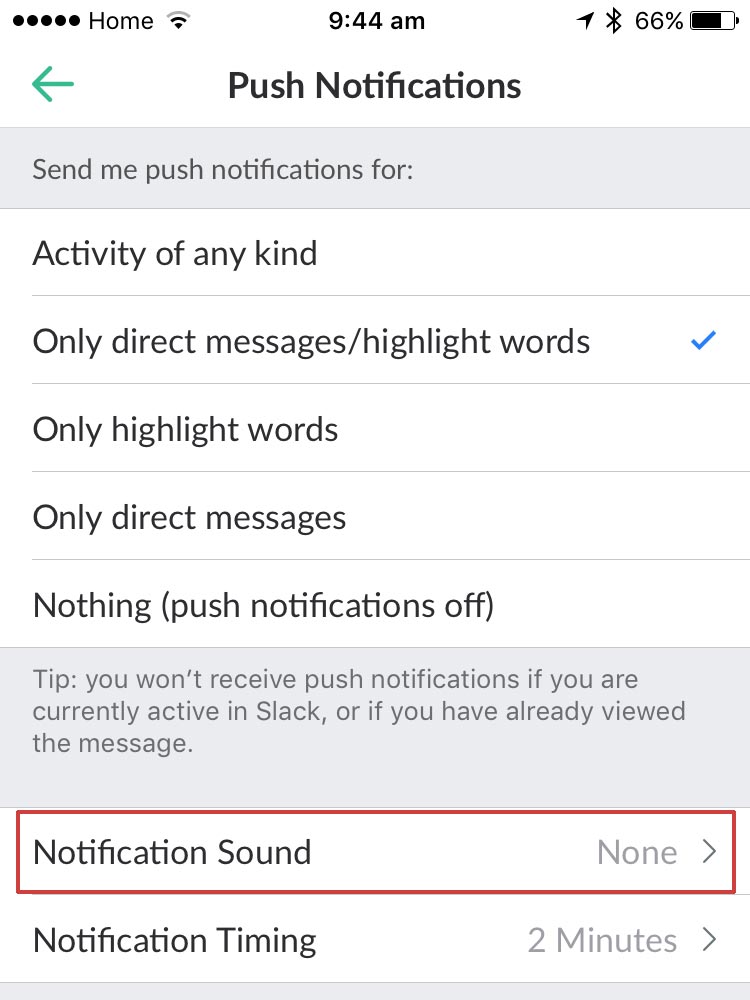 Home 9:44 am 66%
Push Notifications
Send me push notifications for:
Activity of any kind
Only direct messages/highlight words
Only highlight words
Only direct messages
Nothing (push notifications off)
Tip: you won’t receive push notifications if you are
currently active in Slack, or if you have already viewed
the message.
Notification Sound None
Notification Timing 2 Minutes